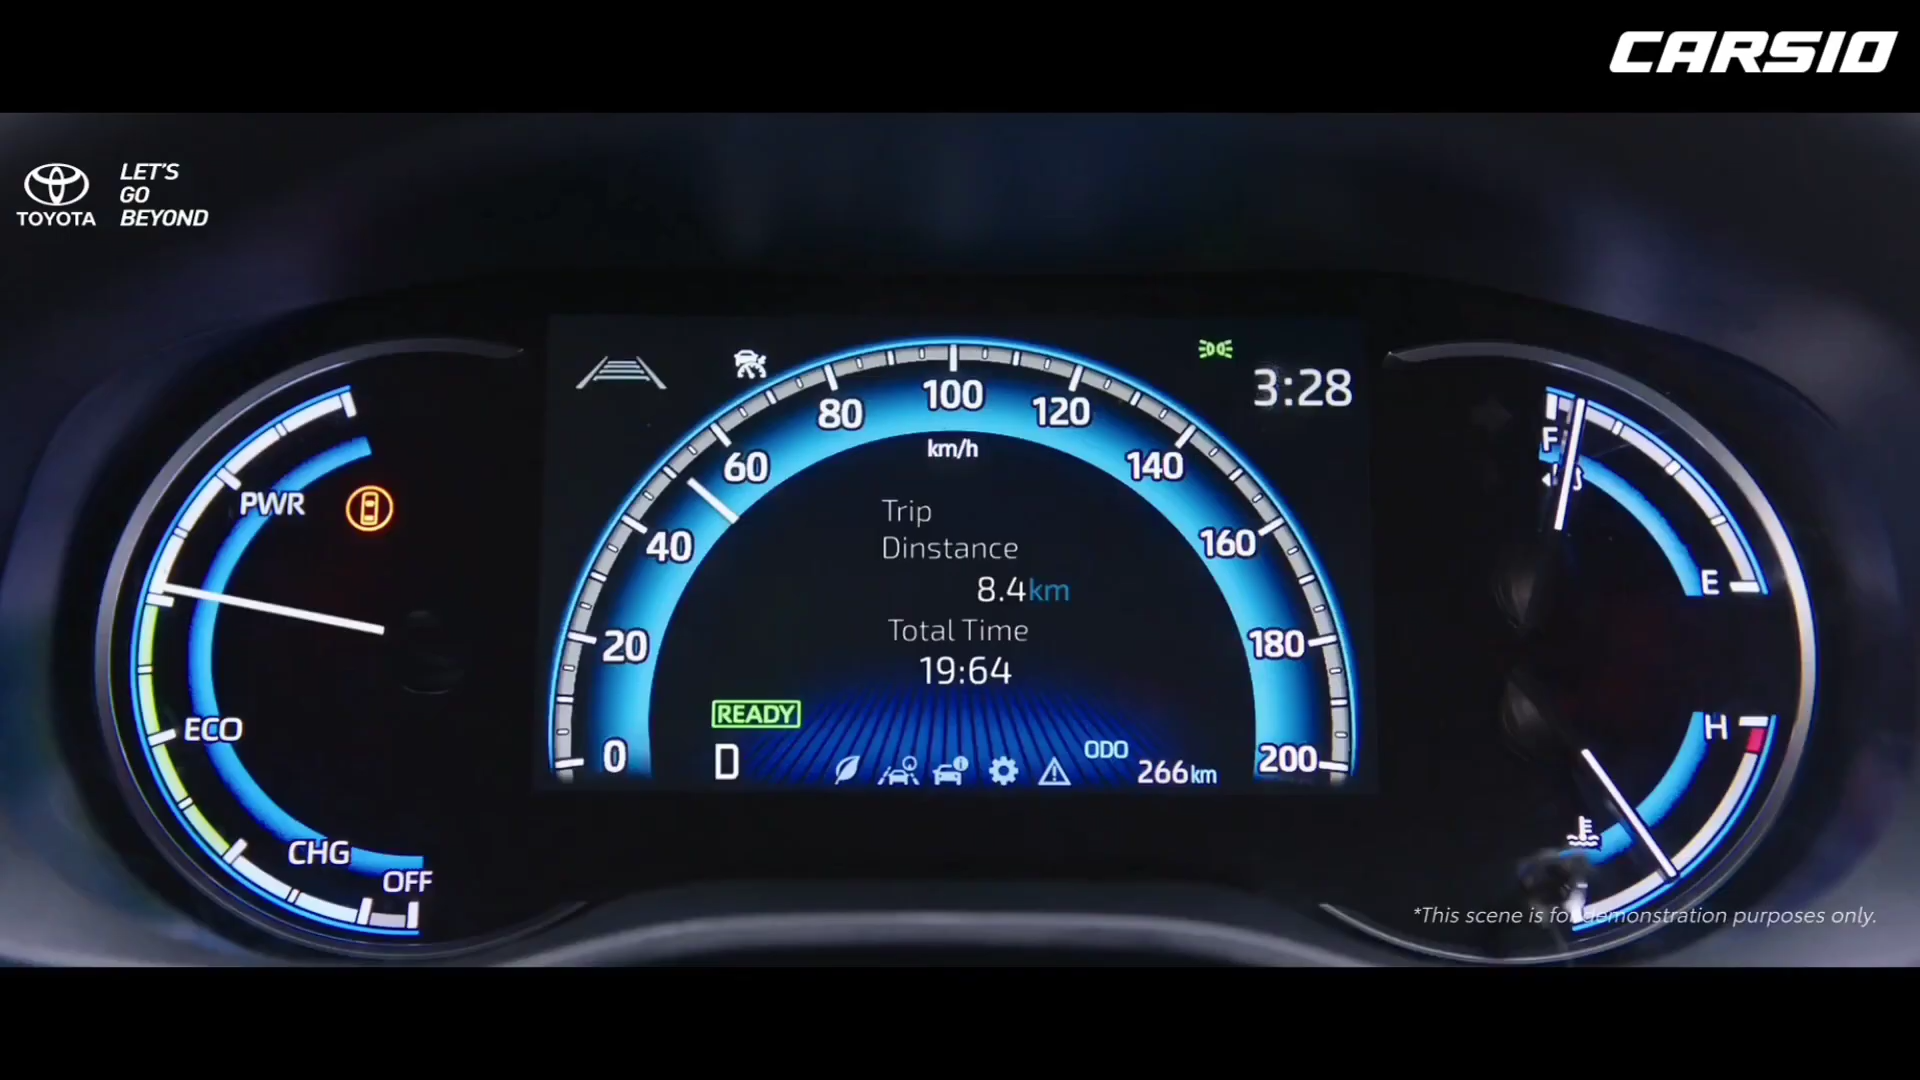 CARSIO
TOYOTA
LET'S
GO
BEYOND
3:28
PWR
ECO
CHG
OFF
0
20
40
60
80
100
120
140
160
180
200
km/h
Trip
Dinstance
8.4km
Total Time
19:64
READY
D
ODO
266km
F
E
H
*This scene is for demonstration purposes only.